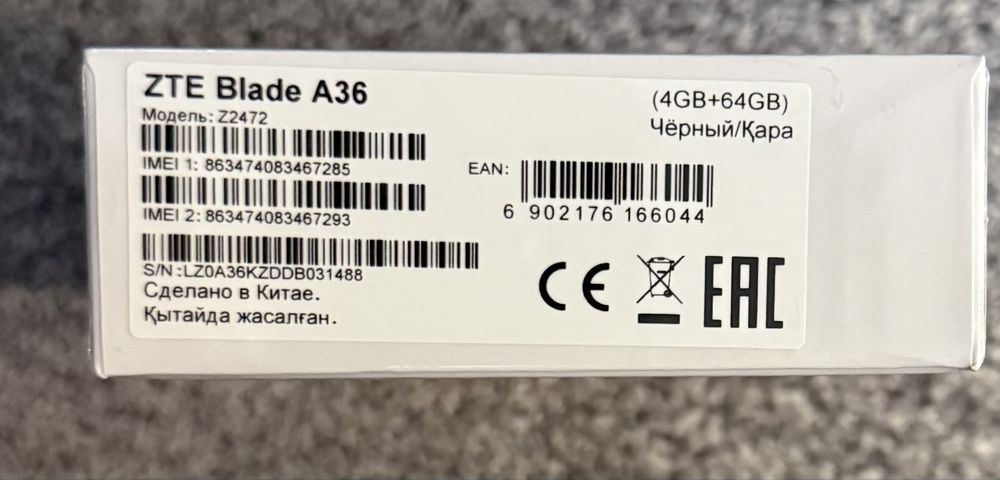 ZTE Blade A36
(4GB+64GB)
Модель: Z2472
Чёрный/Қара
IMEI 1: 863474083467285
EAN:
IMEI 2: 863474083467293
6 902176 166044
S/N :LZ0A36KZDDB031488
Сделано в Китае.
Қытайда жасалған.
CE
EAC